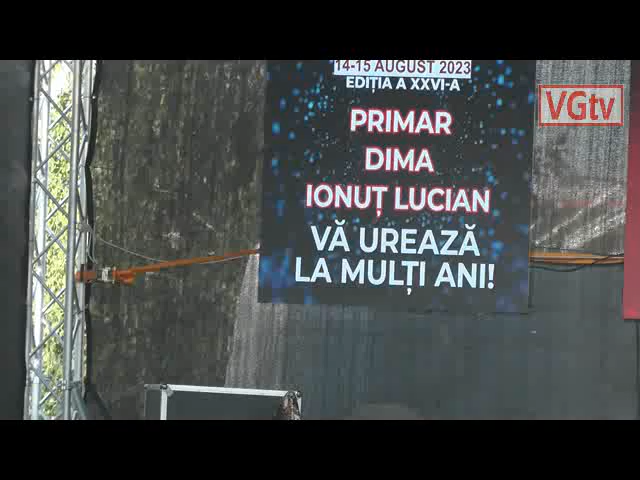 14-15 AUGUST 2023
EDIȚIA A XXVI-A
VGtv
PRIMAR
DIMA
IONUȚ LUCIAN
VĂ UREAZĂ
LA MULȚI ANI!